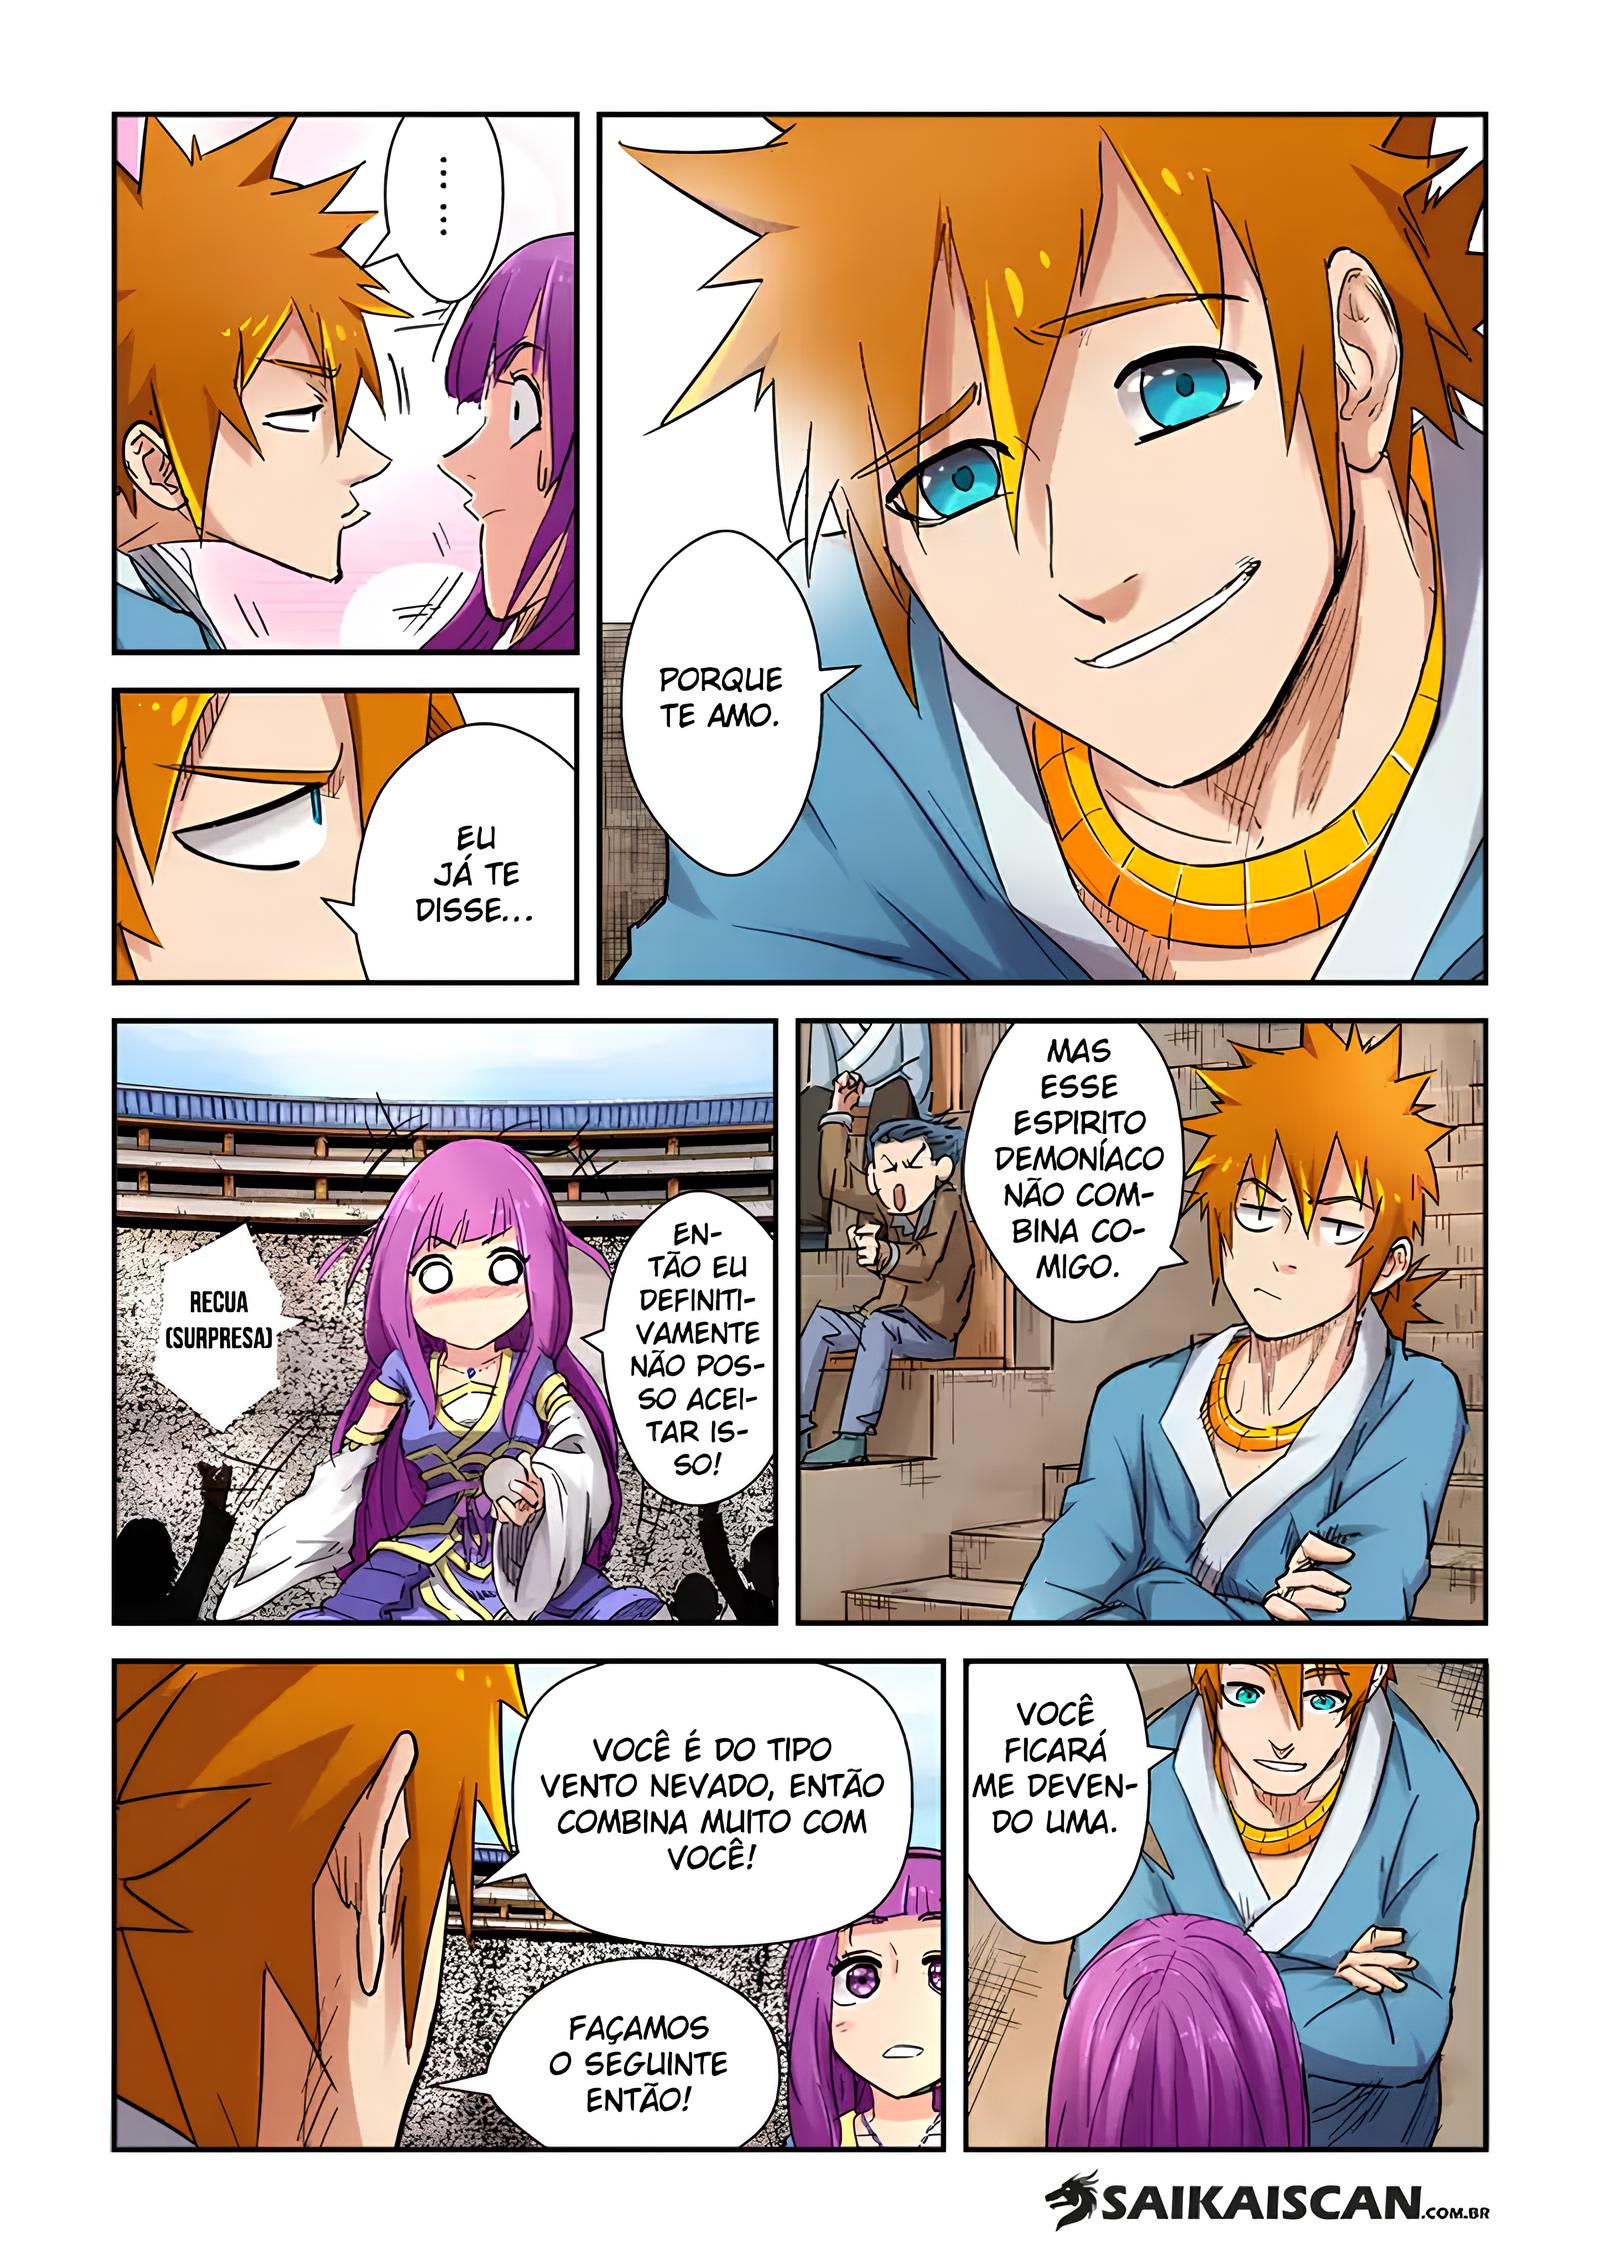 ......
EU
JÁ TE
DISSE...
PORQUE
TE AMO.
RECUA
(SURPRESA)
EN-
TÃO EU
DEFINITI-
VAMENTE
NÃO POS-
SO ACEI-
TAR IS-
SO!
MAS
ESSE
ESPIRITO
DEMONÍACO
NÃO COM-
BINA CO-
MIGO.
VOCÊ É DO TIPO
VENTO NEVADO, ENTÃO
COMBINA MUITO COM
VOCÊ!
FAÇAMOS
O SEGUINTE
ENTÃO!
VOCÊ
FICARÁ
ME DEVEN-
DO UMA.
SAIKAISCAN.COM.BR